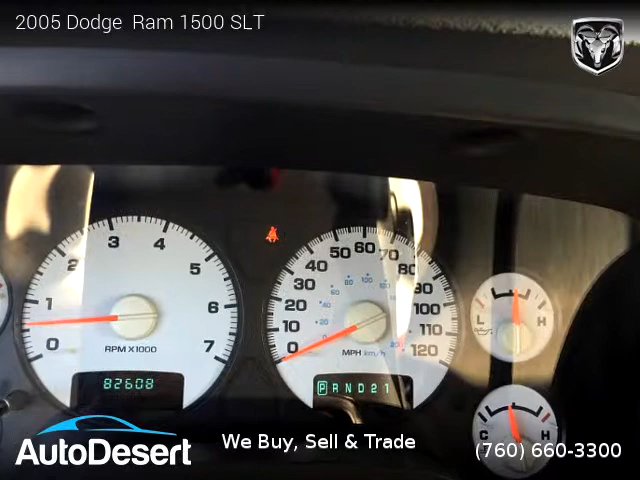 2005 Dodge Ram 1500 SLT
0 1 2 3 4 5 6 7
RPM X1000
82608
0 10 20 30 40 50 60 70 80 90 100 110 120
MPH km/h
P R N D 2 1
L H
C H
AutoDesert
We Buy, Sell & Trade
(760) 660-3300